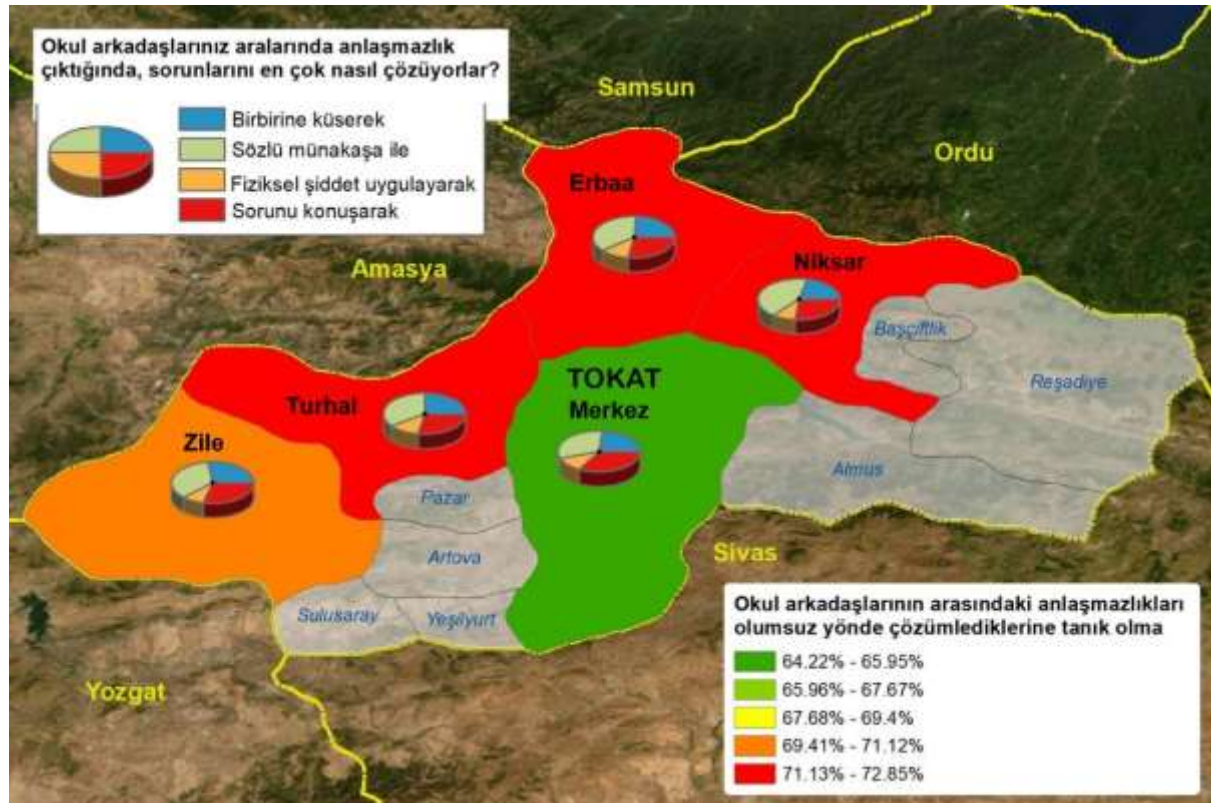 Okul arkadaşlarınız aralarında anlaşmazlık
çıktığında, sorunlarını en çok nasıl çözüyorlar?
Birbirine küserek
Sözlü münakaşa ile
Fiziksel şiddet uygulayarak
Sorunu konuşarak
Samsun
Ordu
Erbaa
Amasya
Niksar
Başçiftlik
Reşadiye
TOKAT
Merkez
Turhal
Zile
Almus
Pazar
Artova
Sivas
Sulusaray
Yeşilyurt
Yozgat
Okul arkadaşlarının arasındaki anlaşmazlıkları
olumsuz yönde çözümlediklerine tanık olma
64.22% - 65.95%
65.96% - 67.67%
67.68% - 69.4%
69.41% - 71.12%
71.13% - 72.85%